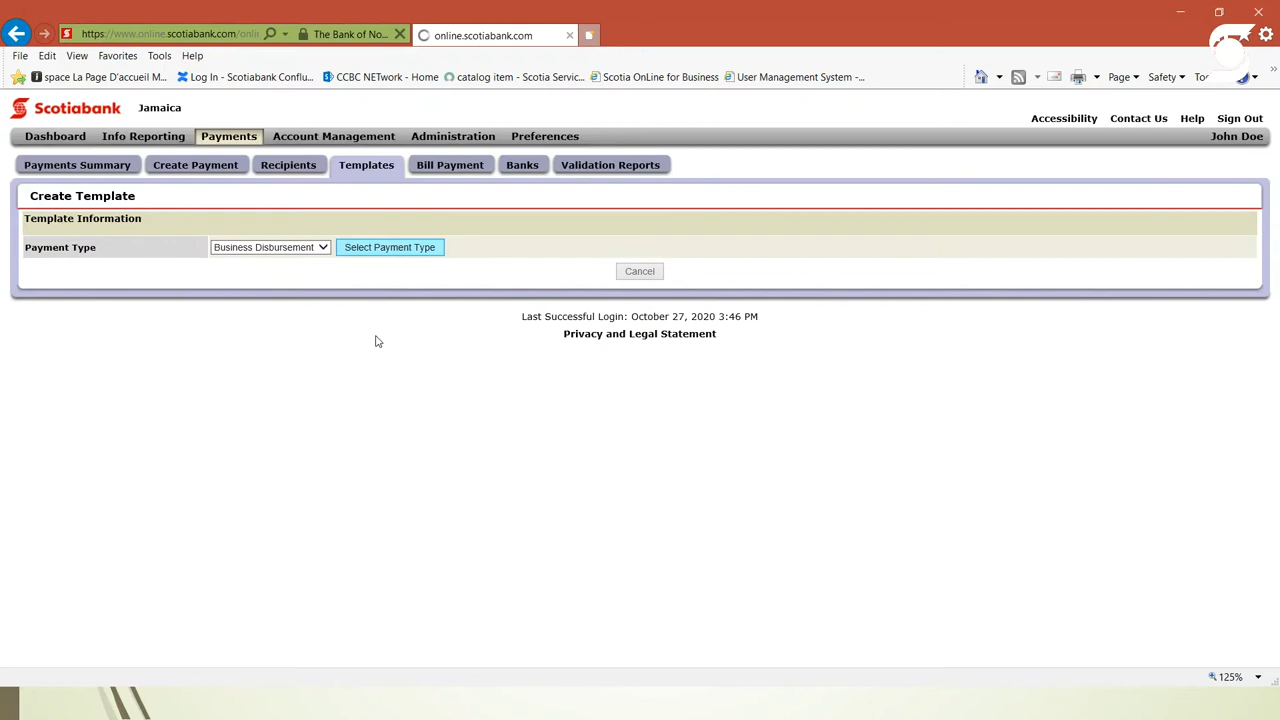 https://www.online.scotiabank.com/onli The Bank of No... online.scotiabank.com
File Edit View Favorites Tools Help
space La Page D'accueil M... Log In - Scotiabank Conflu... CCBC NETwork - Home catalog item - Scotia Servic... Scotia OnLine for Business User Management System -... Page Safety
Scotiabank Jamaica
Accessibility Contact Us Help Sign Out
Dashboard Info Reporting Payments Account Management Administration Preferences John Doe
Payments Summary Create Payment Recipients Templates Bill Payment Banks Validation Reports
Create Template
Template Information
Payment Type Business Disbursement Select Payment Type
Cancel
Last Successful Login: October 27, 2020 3:46 PM
Privacy and Legal Statement
125%